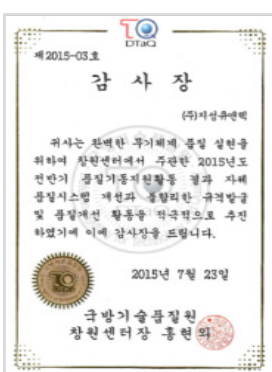 DTaQ
제2015-03호
감 사 장
(주)지성큐앤텍
귀사는 완벽한 무기체계 품질 실현을
위하여 창원센터에서 주관한 2015년도
전반기 품질기동지원활동 결과 자체
품질시스템 개선과 불합리한 규격발굴
및 품질개선 활동을 적극적으로 추진
하였기에 이에 감사장을 드립니다.
2015년 7월 23일
국방기술품질원
창원센터장 홍현의